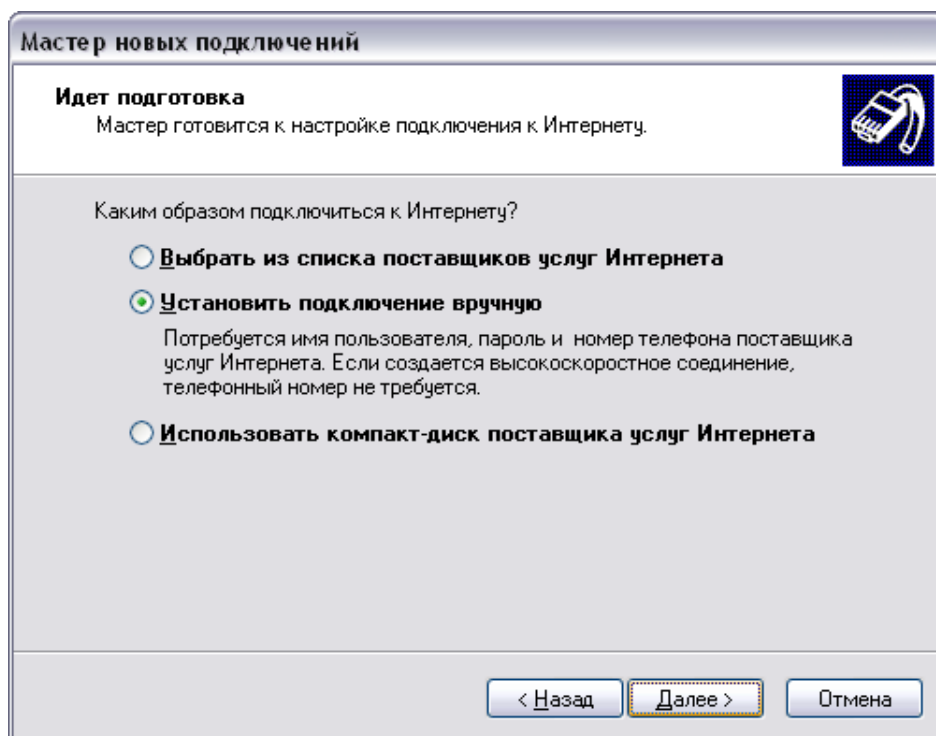 Мастер новых подключений
Идет подготовка
Мастер готовится к настройке подключения к Интернету.
Каким образом подключиться к Интернету?
Выбрать из списка поставщиков услуг Интернета
Установить подключение вручную
Потребуется имя пользователя, пароль и номер телефона поставщика
услуг Интернета. Если создается высокоскоростное соединение,
телефонный номер не требуется.
Использовать компакт-диск поставщика услуг Интернета
< Назад Далее > Отмена